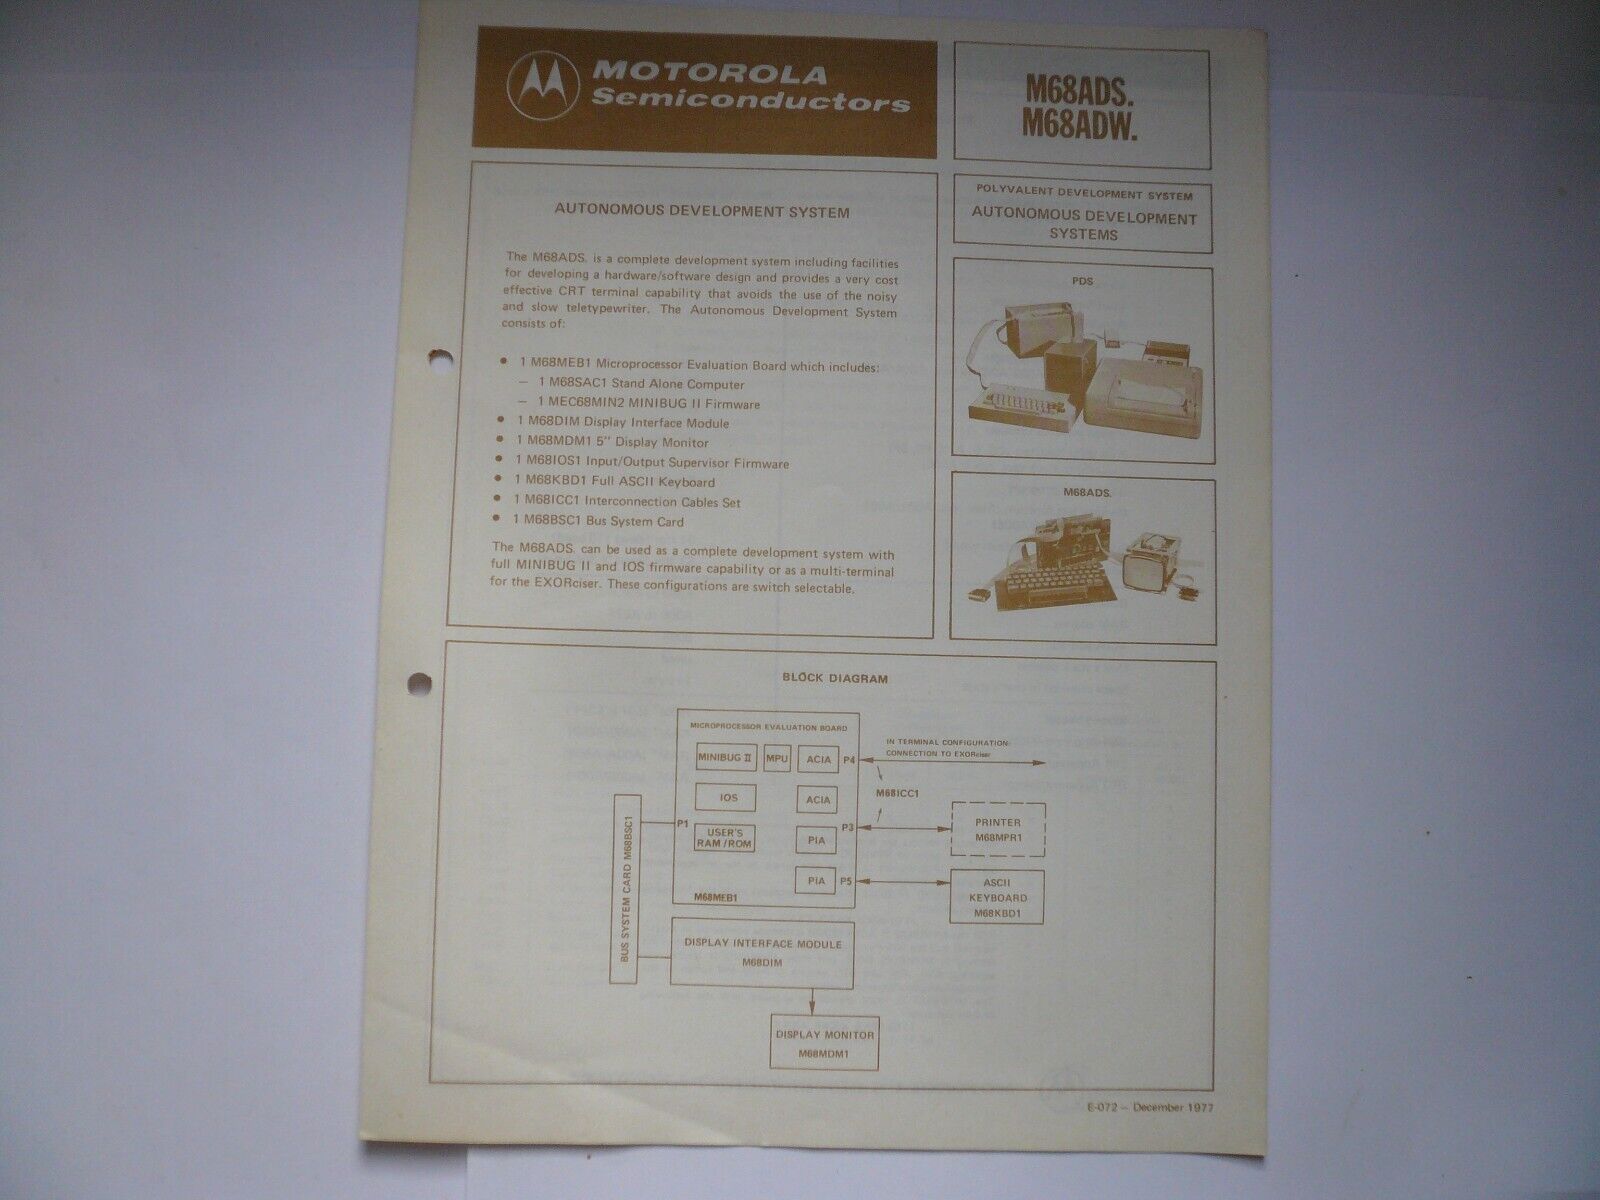 MOTOROLA
Semiconductors
M68ADS.
M68ADW.
POLYVALENT DEVELOPMENT SYSTEM
AUTONOMOUS DEVELOPMENT
SYSTEMS
AUTONOMOUS DEVELOPMENT SYSTEM
The M68ADS. is a complete development system including facilities
for developing a hardware/software design and provides a very cost
effective CRT terminal capability that avoids the use of the noisy
and slow teletypewriter. The Autonomous Development System
consists of:
• 1 M68MEB1 Microprocessor Evaluation Board which includes:
– 1 M68SAC1 Stand Alone Computer
– 1 MEC68MIN2 MINIBUG II Firmware
• 1 M68DIM Display Interface Module
• 1 M68MDM1 5" Display Monitor
• 1 M68IOS1 Input/Output Supervisor Firmware
• 1 M68KBD1 Full ASCII Keyboard
• 1 M68ICC1 Interconnection Cables Set
• 1 M68BSC1 Bus System Card
The M68ADS. can be used as a complete development system with
full MINIBUG II and IOS firmware capability or as a multi-terminal
for the EXORciser. These configurations are switch selectable.
PDS
M68ADS.
BLOCK DIAGRAM
MICROPROCESSOR EVALUATION BOARD
MINIBUG II
MPU
ACIA
P4
IN TERMINAL CONFIGURATION:
CONNECTION TO EXORciser
M68ICC1
IOS
ACIA
P1
USER'S
RAM/ROM
PIA
P3
PRINTER
M68MPR1
PIA
P5
ASCII
KEYBOARD
M68KBD1
M68MEB1
BUS SYSTEM CARD M68BSC1
DISPLAY INTERFACE MODULE
M68DIM
DISPLAY MONITOR
M68MDM1
E-072 – December 1977